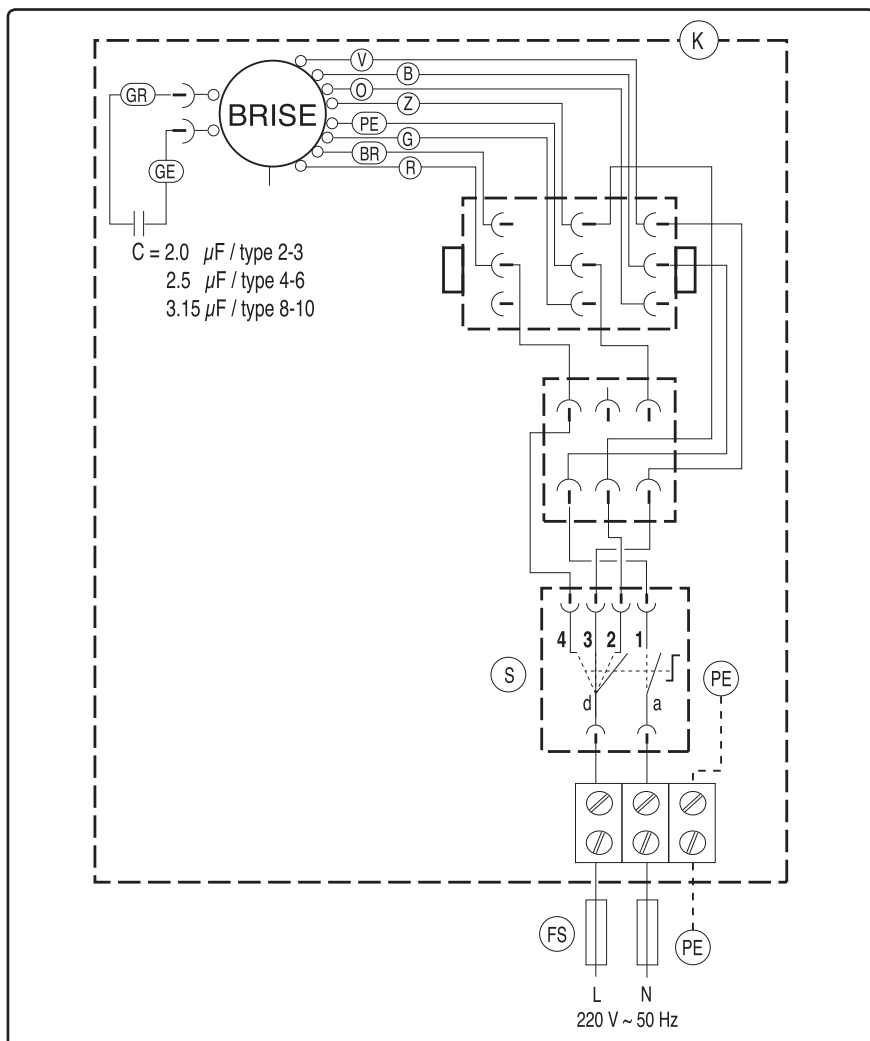 K
V
B
GR
O
Z
BRISE
PE
G
GE
BR
R
C = 2.0 µF / type 2-3
2.5 µF / type 4-6
3.15 µF / type 8-10
4 3 2 1
S
PE
d a
FS
PE
L N
220 V ~ 50 Hz